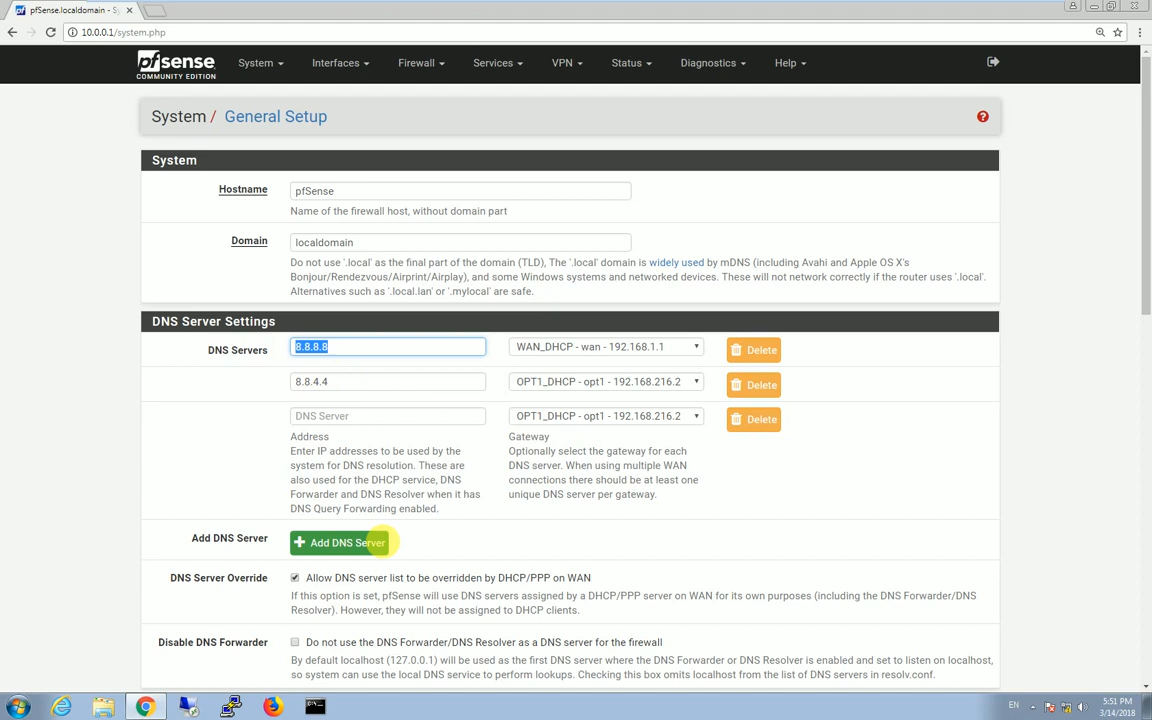 pfSense.localdomain - Sy
10.0.0.1/system.php
pfsense
COMMUNITY EDITION
System
Interfaces
Firewall
Services
VPN
Status
Diagnostics
Help
System / General Setup
System
Hostname
pfSense
Name of the firewall host, without domain part
Domain
localdomain
Do not use '.local' as the final part of the domain (TLD), The '.local' domain is widely used by mDNS (including Avahi and Apple OS X's
Bonjour/Rendezvous/Airprint/Airplay), and some Windows systems and networked devices. These will not network correctly if the router uses '.local'.
Alternatives such as '.local.lan' or '.mylocal' are safe.
DNS Server Settings
DNS Servers
8.8.8.8
WAN_DHCP - wan - 192.168.1.1
Delete
8.8.4.4
OPT1_DHCP - opt1 - 192.168.216.2
Delete
DNS Server
OPT1_DHCP - opt1 - 192.168.216.2
Delete
Address
Enter IP addresses to be used by the
system for DNS resolution. These are
also used for the DHCP service, DNS
Forwarder and DNS Resolver when it has
DNS Query Forwarding enabled.
Gateway
Optionally select the gateway for each
DNS server. When using multiple WAN
connections there should be at least one
unique DNS server per gateway.
Add DNS Server
Add DNS Server
DNS Server Override
Allow DNS server list to be overridden by DHCP/PPP on WAN
If this option is set, pfSense will use DNS servers assigned by a DHCP/PPP server on WAN for its own purposes (including the DNS Forwarder/DNS
Resolver). However, they will not be assigned to DHCP clients.
Disable DNS Forwarder
Do not use the DNS Forwarder/DNS Resolver as a DNS server for the firewall
By default localhost (127.0.0.1) will be used as the first DNS server where the DNS Forwarder or DNS Resolver is enabled and set to listen on localhost,
so system can use the local DNS service to perform lookups. Checking this box omits localhost from the list of DNS servers in resolv.conf.
EN
5:51 PM
3/14/2018